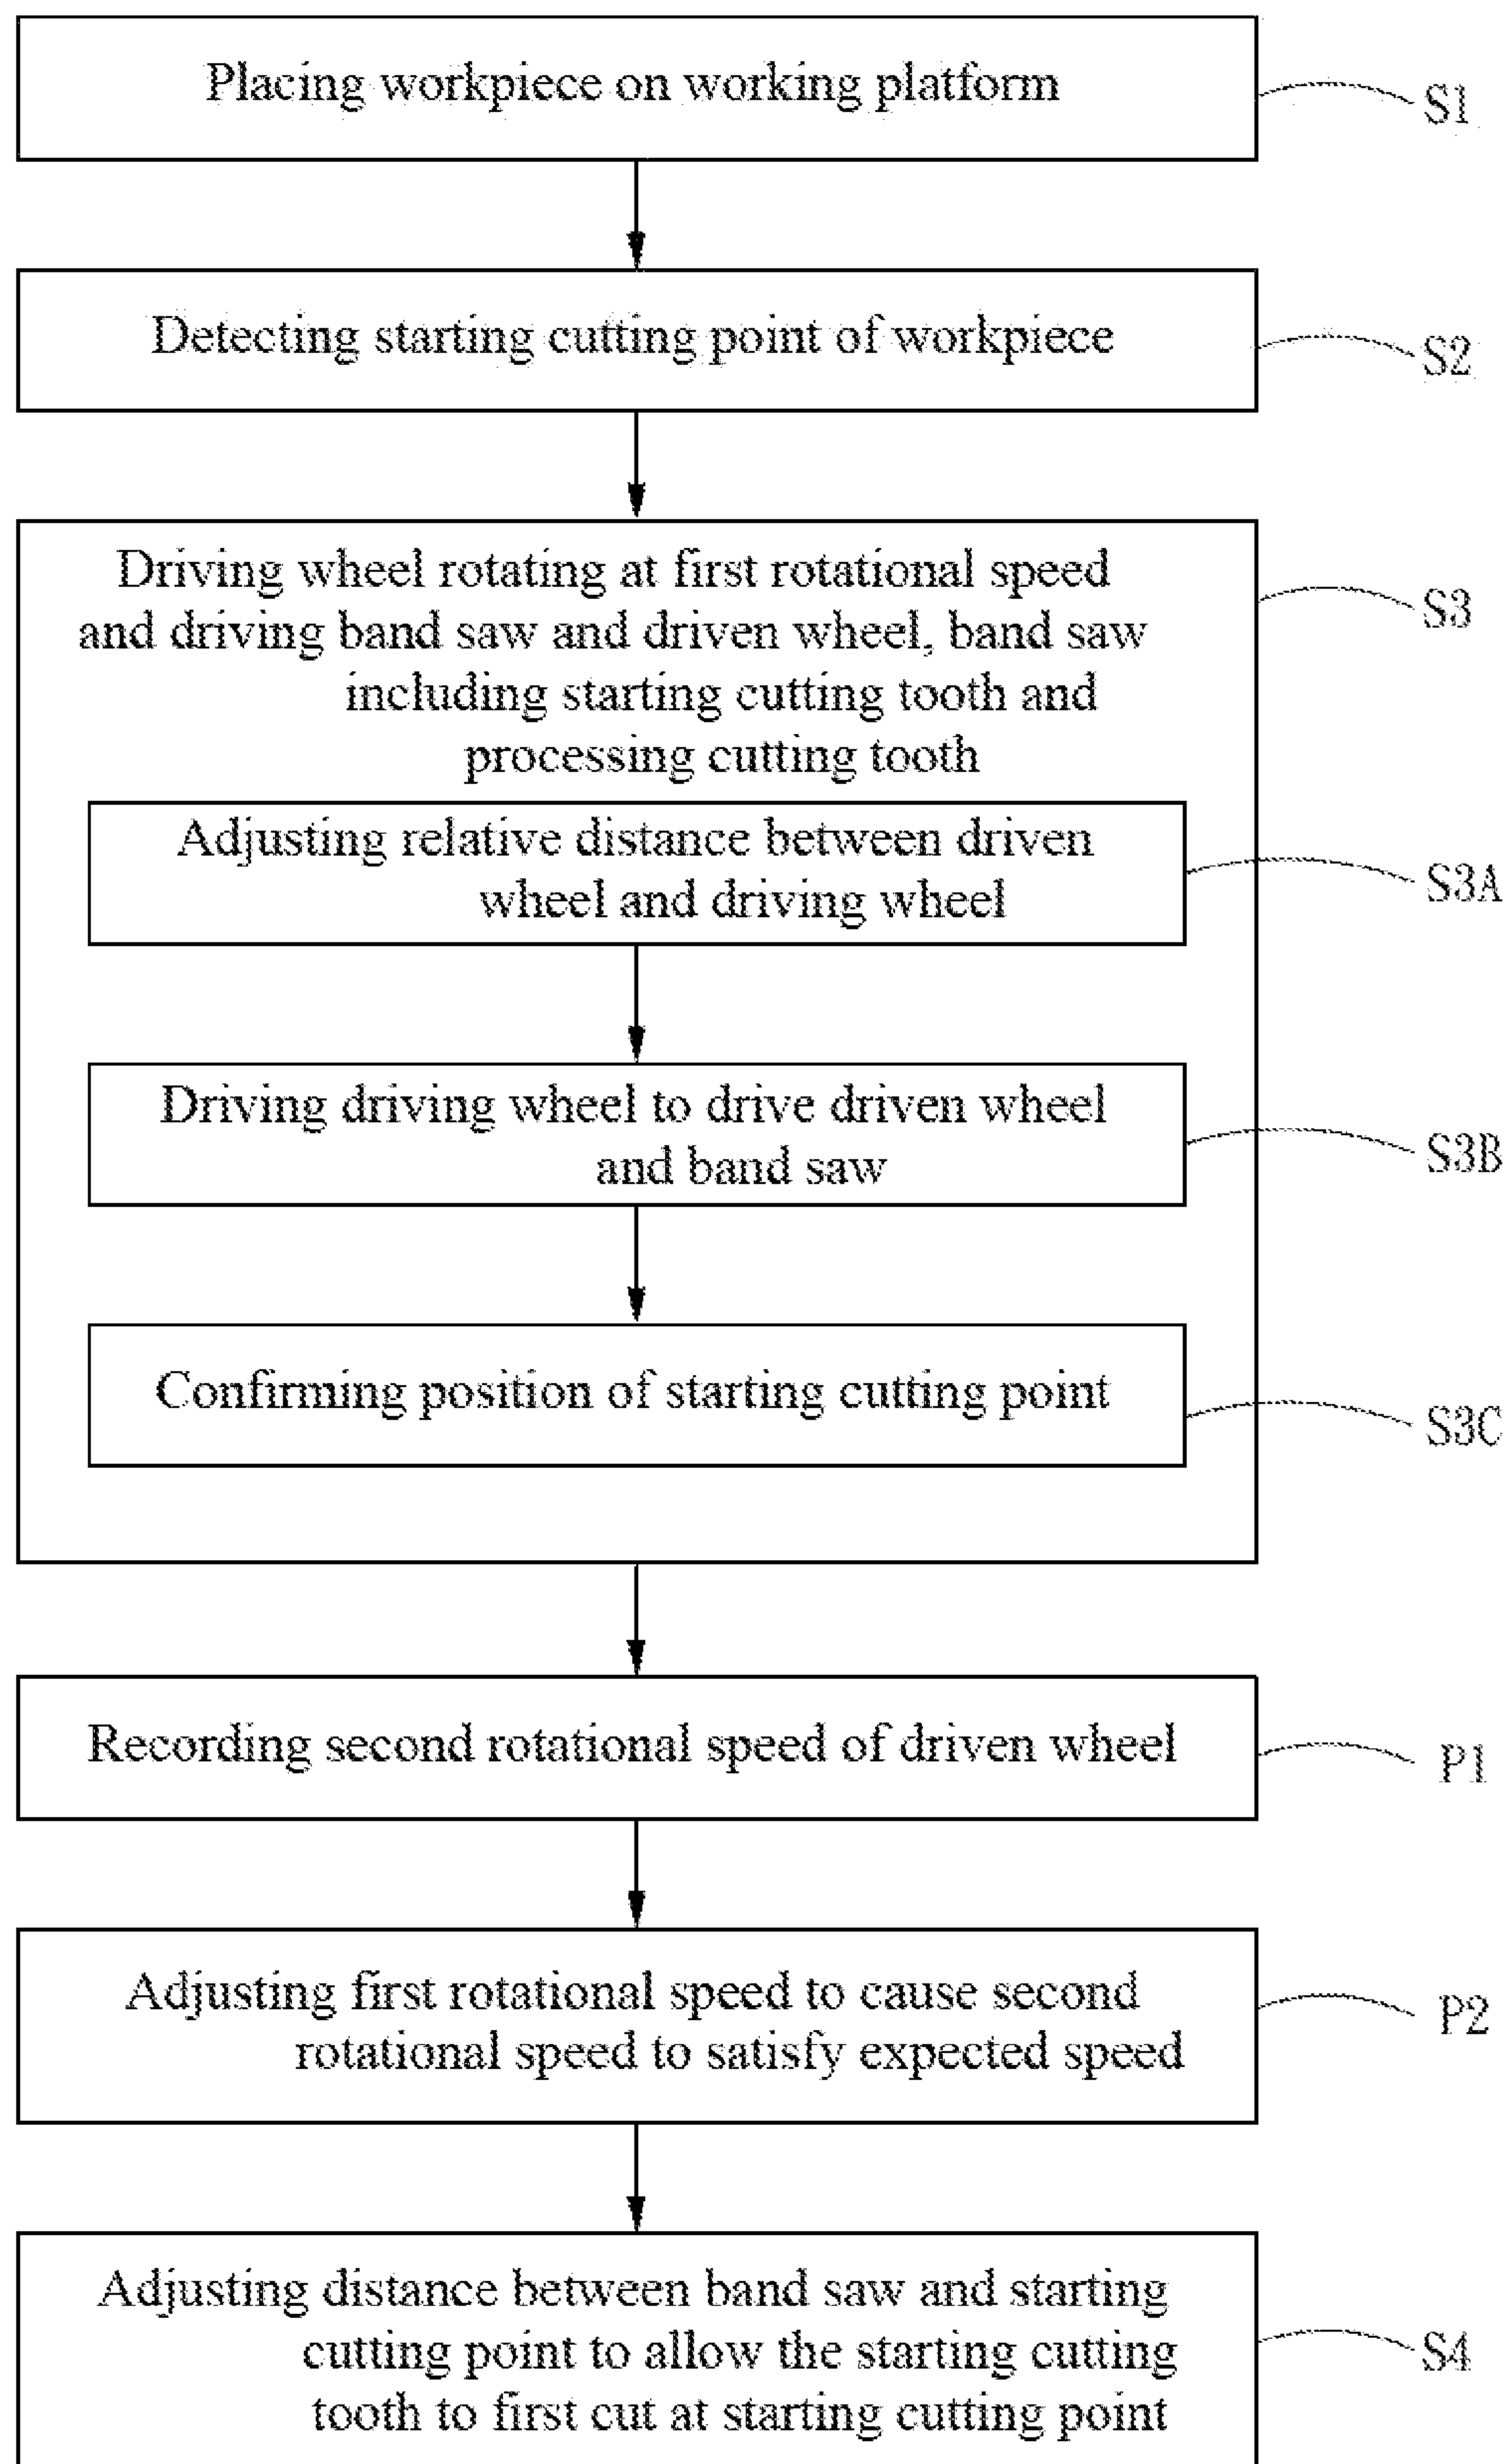 Placing workpiece on working platform
S1
Detecting starting cutting point of workpiece
S2
Driving wheel rotating at first rotational speed
and driving band saw and driven wheel, band saw
including starting cutting tooth and
processing cutting tooth
S3
Adjusting relative distance between driven
wheel and driving wheel
S3A
Driving driving wheel to drive driven wheel
and band saw
S3B
Confirming position of starting cutting point
S3C
Recording second rotational speed of driven wheel
P1
Adjusting first rotational speed to cause second
rotational speed to satisfy expected speed
P2
Adjusting distance between band saw and starting
cutting point to allow the starting cutting
tooth to first cut at starting cutting point
S4